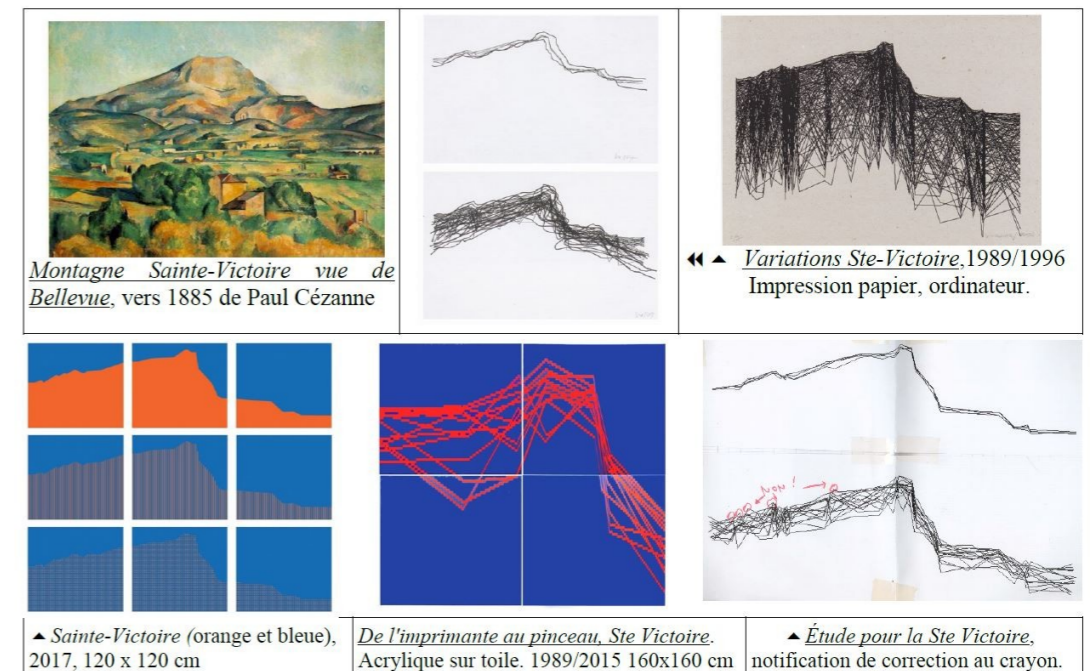 Montagne Sainte-Victoire vue de
Bellevue, vers 1885 de Paul Cézanne
Variations Ste-Victoire,1989/1996
Impression papier, ordinateur.
NON !
▲ Sainte-Victoire (orange et bleue),
2017, 120 x 120 cm
De l'imprimante au pinceau, Ste Victoire.
Acrylique sur toile. 1989/2015 160x160 cm
▲ Étude pour la Ste Victoire,
notification de correction au crayon.